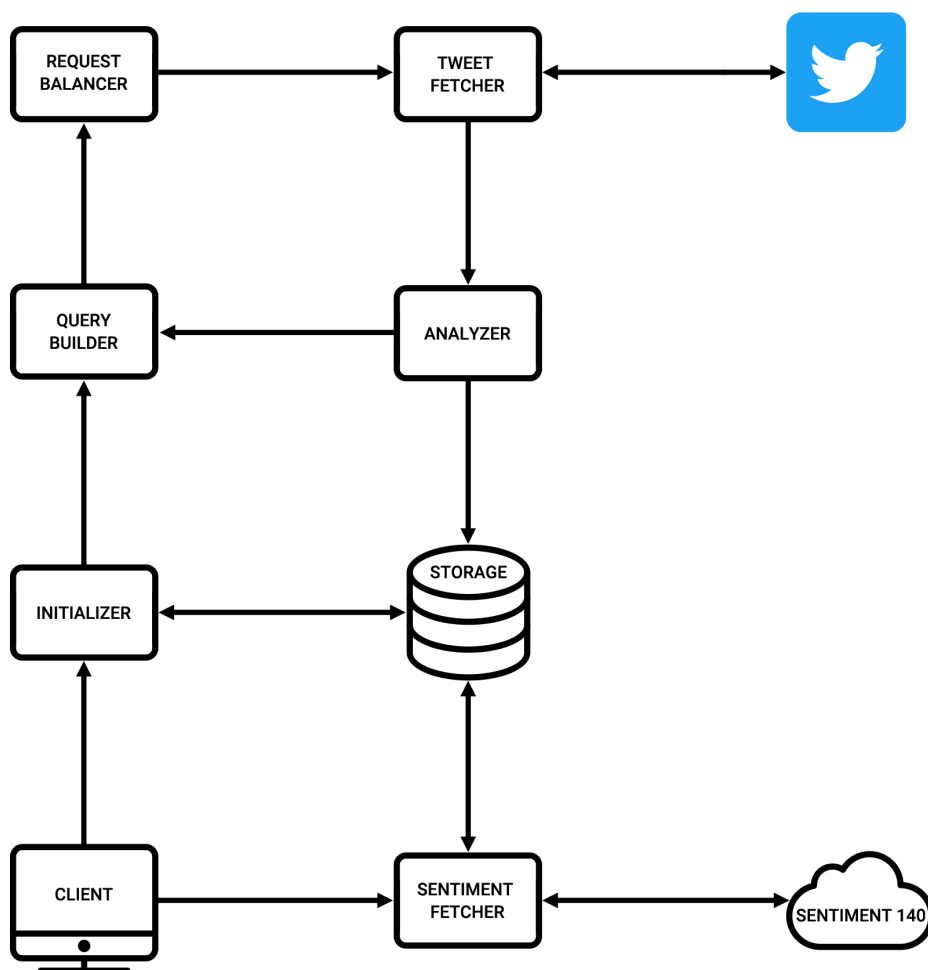 REQUEST
BALANCER
TWEET
FETCHER
QUERY
BUILDER
ANALYZER
STORAGE
INITIALIZER
CLIENT
SENTIMENT
FETCHER
SENTIMENT 140